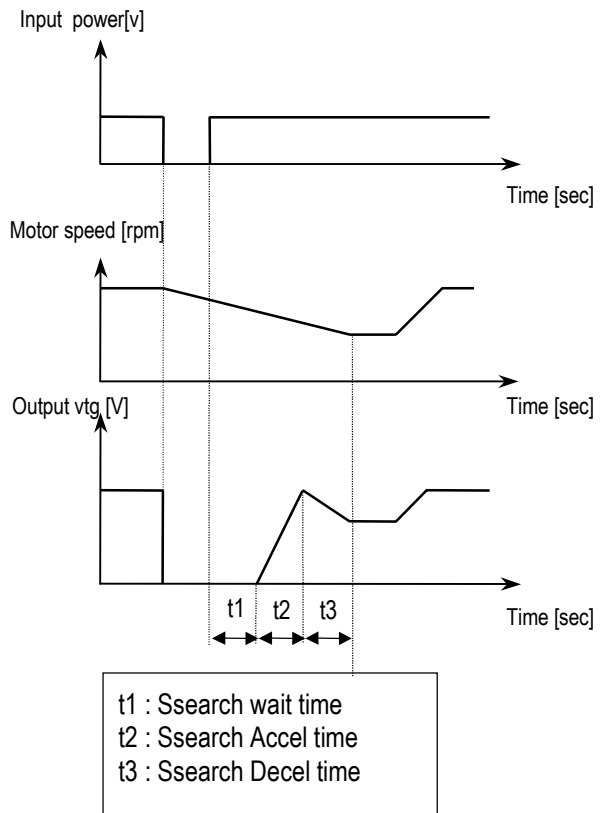 Input power[v]
Time [sec]
Motor speed [rpm]
Time [sec]
Output vtg [V]
Time [sec]
t1 t2 t3
t1 : Ssearch wait time
t2 : Ssearch Accel time
t3 : Ssearch Decel time